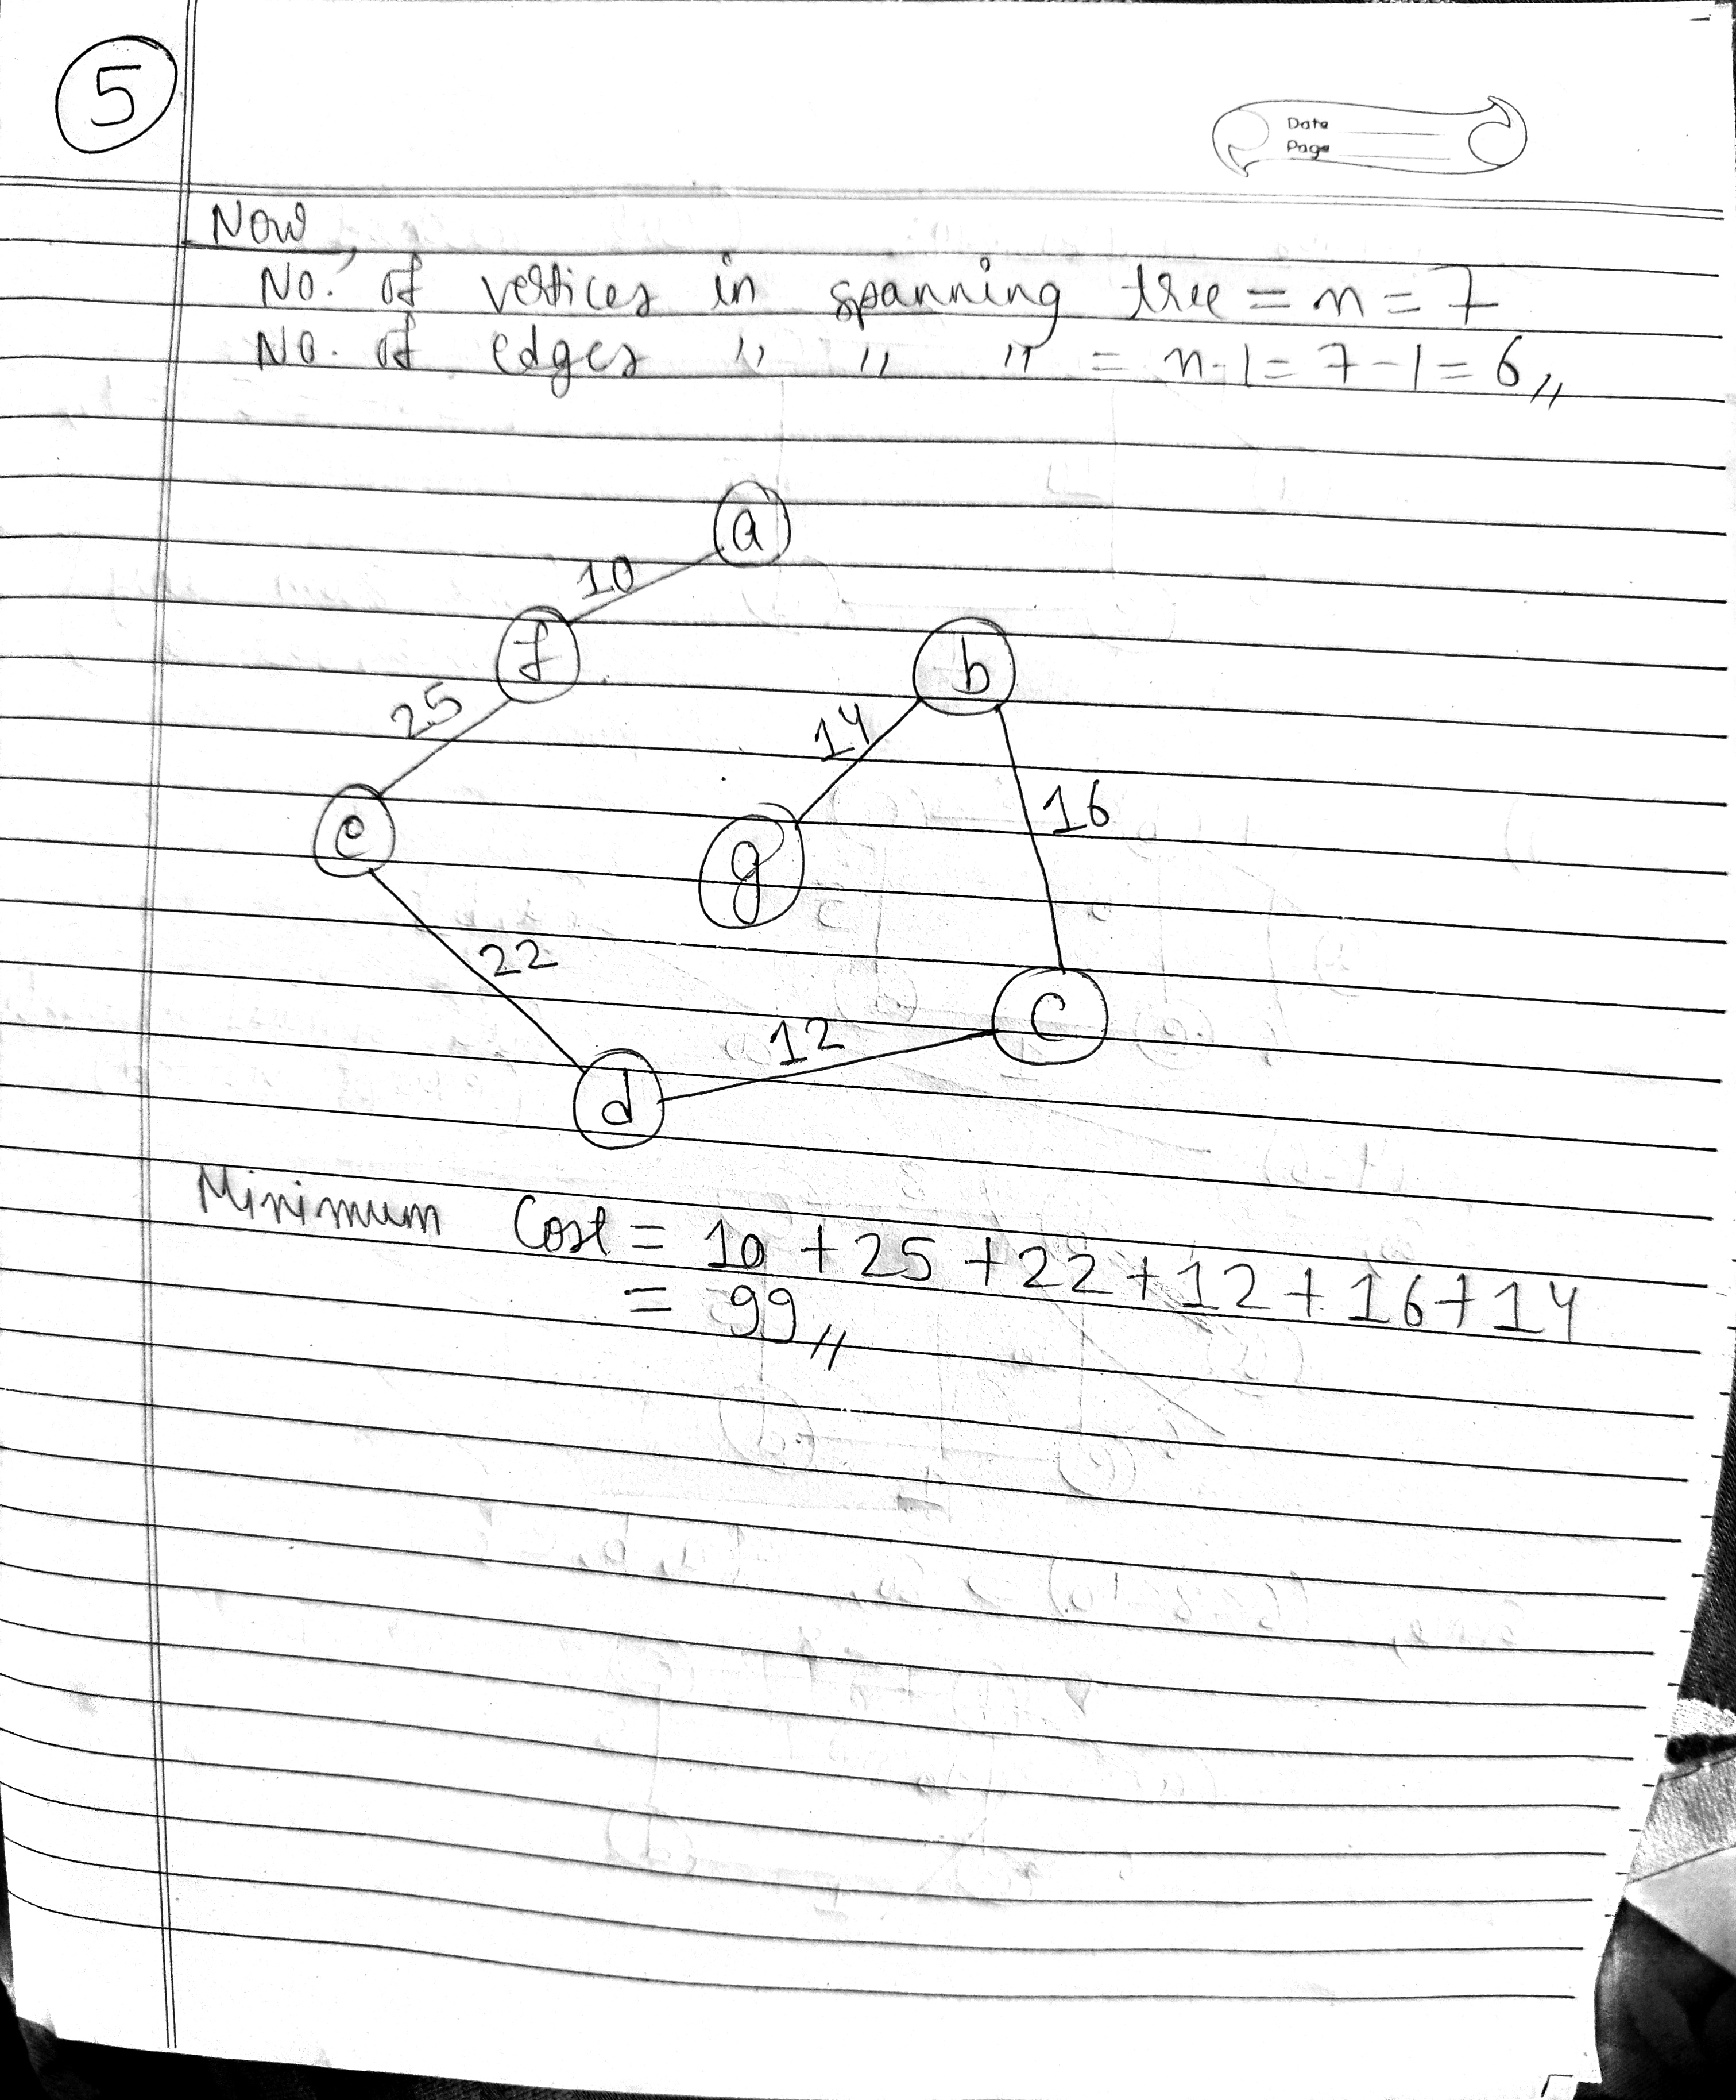 5
Date
Page
Now,
No. of vertices in spanning tree = n = 7
No. of edges " " " = n-1 = 7-1 = 6,,
a
10
f
b
25
14
16
e
g
22
c
12
d
Minimum Cost = 10 + 25 + 22 + 12 + 16 + 14
= 99,,